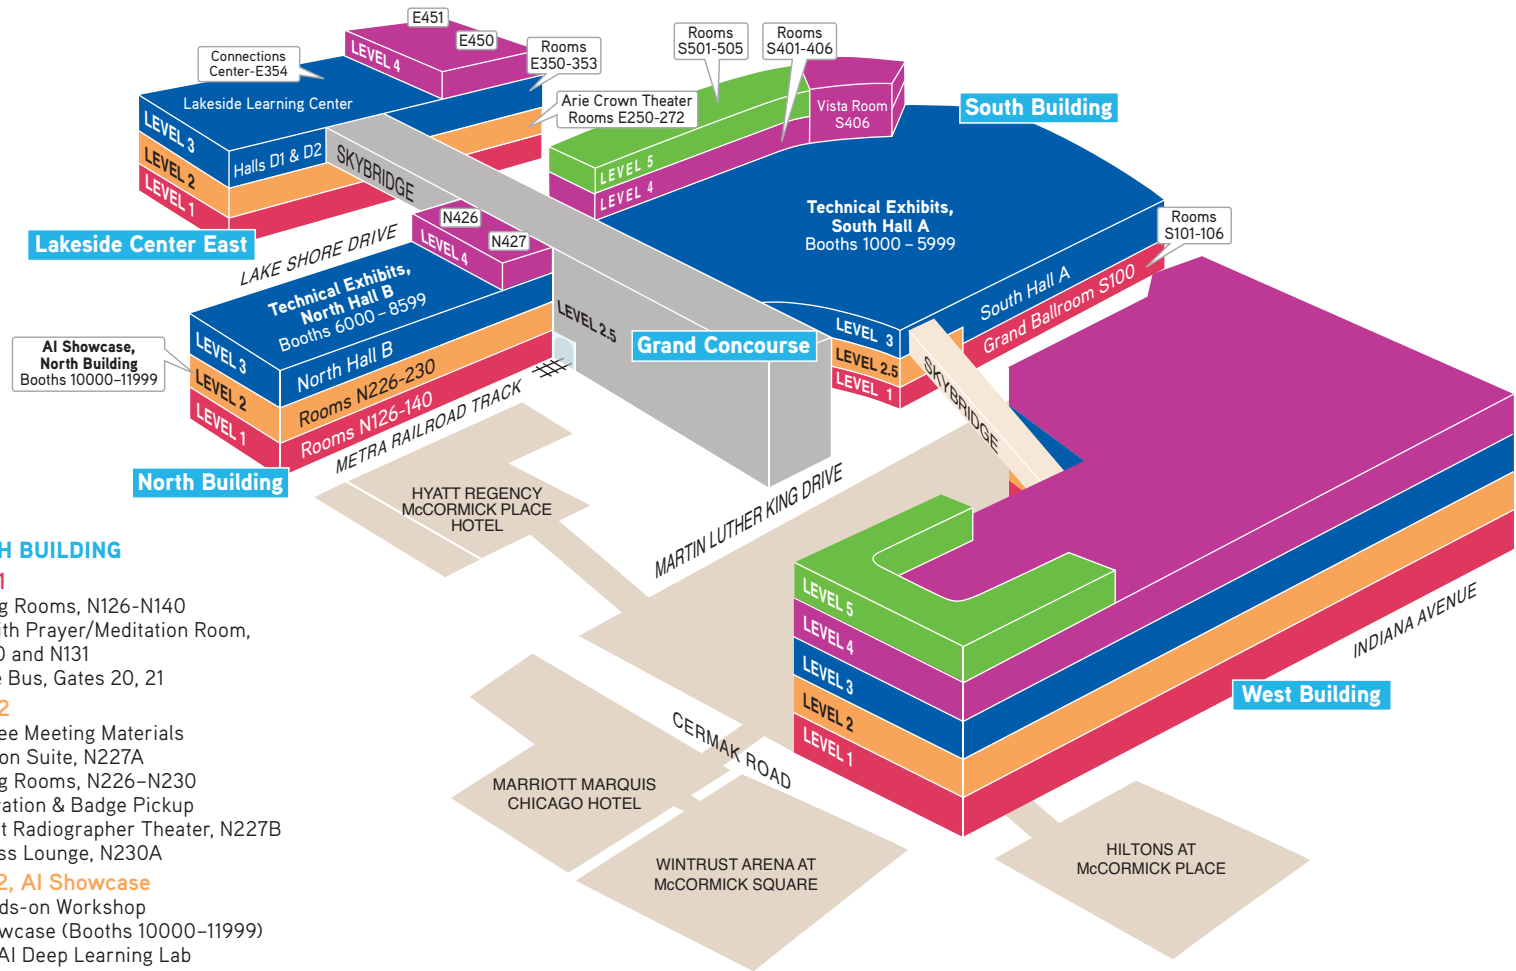 E451
E450
LEVEL 4
Connections
Center-E354
Rooms
E350-353
Lakeside Learning Center
Arie Crown Theater
Rooms E250-272
LEVEL 3
LEVEL 2
LEVEL 1
Halls D1 & D2
SKYBRIDGE
Lakeside Center East
LAKE SHORE DRIVE
Rooms
S501-505
Rooms
S401-406
Vista Room
S406
South Building
LEVEL 5
LEVEL 4
Technical Exhibits,
South Hall A
Booths 1000 – 5999
Rooms
S101-106
South Hall A
Grand Ballroom S100
LEVEL 3
LEVEL 2.5
LEVEL 1
SKYBRIDGE
N426
N427
LEVEL 4
Technical Exhibits,
North Hall B
Booths 6000 – 8599
AI Showcase,
North Building
Booths 10000–11999
LEVEL 3
LEVEL 2
LEVEL 1
North Hall B
Rooms N226-230
Rooms N126-140
METRA RAILROAD TRACK
North Building
LEVEL 2.5
Grand Concourse
HYATT REGENCY
McCORMICK PLACE
HOTEL
MARTIN LUTHER KING DRIVE
LEVEL 5
LEVEL 4
LEVEL 3
LEVEL 2
LEVEL 1
INDIANA AVENUE
West Building
CERMAK ROAD
MARRIOTT MARQUIS
CHICAGO HOTEL
WINTRUST ARENA AT
McCORMICK SQUARE
HILTONS AT
McCORMICK PLACE
H BUILDING
1
g Rooms, N126-N140
ith Prayer/Meditation Room,
0 and N131
e Bus, Gates 20, 21
2
ee Meeting Materials
on Suite, N227A
g Rooms, N226–N230
ration & Badge Pickup
t Radiographer Theater, N227B
ss Lounge, N230A
2, AI Showcase
ds-on Workshop
wcase (Booths 10000–11999)
AI Deep Learning Lab